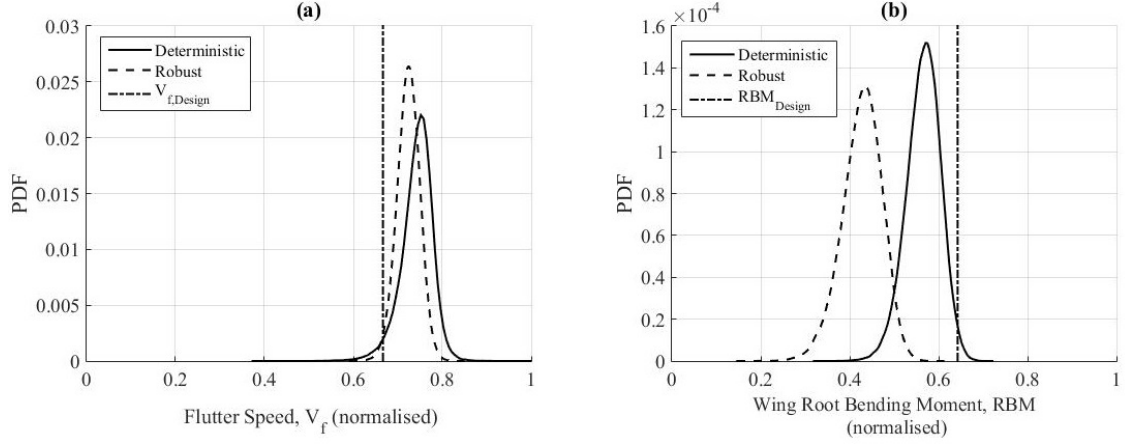 (a)
0.03
0.025
0.02
0.015
0.01
0.005
0
PDF
Deterministic
Robust
V_f,Design
0 0.2 0.4 0.6 0.8 1
Flutter Speed, V_f (normalised)
(b)
×10^-4
1.6
1.4
1.2
1
0.8
0.6
0.4
0.2
0
PDF
Deterministic
Robust
RBM_Design
0 0.2 0.4 0.6 0.8 1
Wing Root Bending Moment, RBM
(normalised)